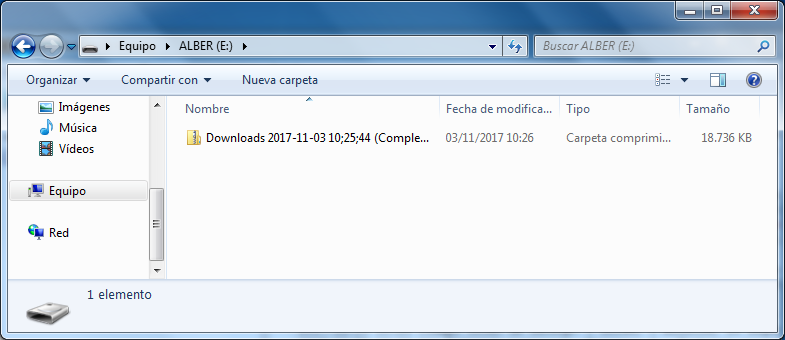 Equipo ALBER (E:) Buscar ALBER (E:)
Organizar Compartir con Nueva carpeta
Imágenes
Música
Vídeos
Equipo
Red
Nombre Fecha de modifica... Tipo Tamaño
Downloads 2017-11-03 10;25;44 (Comple... 03/11/2017 10:26 Carpeta comprimi... 18.736 KB
1 elemento